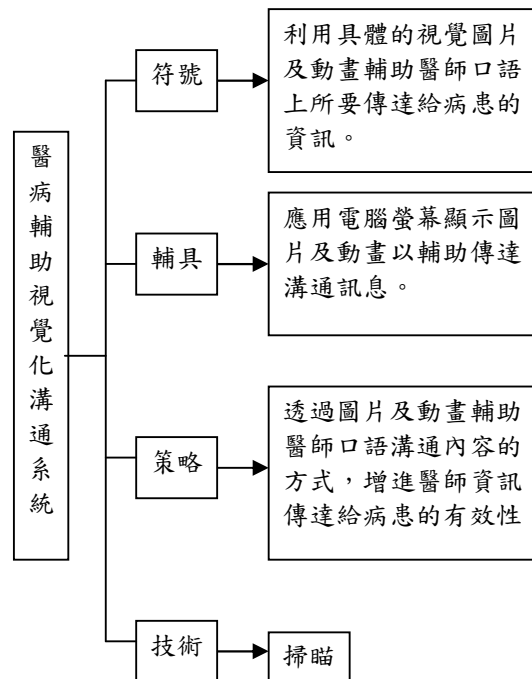 醫病輔助視覺化溝通系統
符號
利用具體的視覺圖片
及動畫輔助醫師口語
上所要傳達給病患的
資訊。
輔具
應用電腦螢幕顯示圖
片及動畫以輔助傳達
溝通訊息。
策略
透過圖片及動畫輔助
醫師口語溝通內容的
方式，增進醫師資訊
傳達給病患的有效性
技術
掃瞄